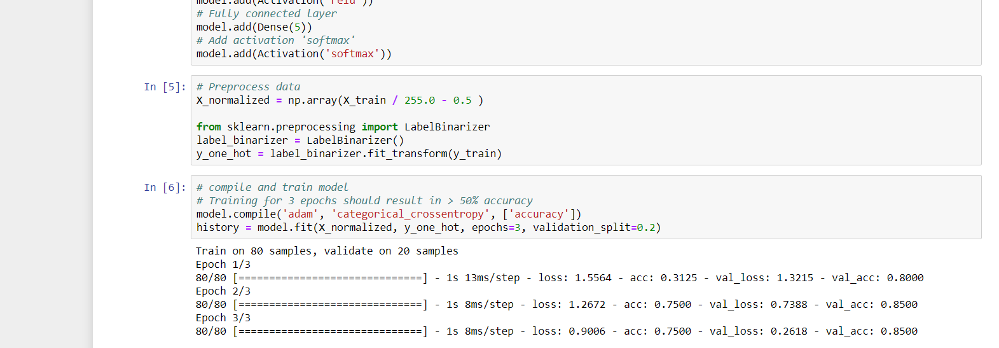 model.add(Activation('relu'))
# Fully connected layer
model.add(Dense(5))
# Add activation 'softmax'
model.add(Activation('softmax'))
In [5]:
# Preprocess data
X_normalized = np.array(X_train / 255.0 - 0.5 )
from sklearn.preprocessing import LabelBinarizer
label_binarizer = LabelBinarizer()
y_one_hot = label_binarizer.fit_transform(y_train)
In [6]:
# compile and train model
# Training for 3 epochs should result in > 50% accuracy
model.compile('adam', 'categorical_crossentropy', ['accuracy'])
history = model.fit(X_normalized, y_one_hot, epochs=3, validation_split=0.2)
Train on 80 samples, validate on 20 samples
Epoch 1/3
80/80 [==============================] - 1s 13ms/step - loss: 1.5564 - acc: 0.3125 - val_loss: 1.3215 - val_acc: 0.8000
Epoch 2/3
80/80 [==============================] - 1s 8ms/step - loss: 1.2672 - acc: 0.7500 - val_loss: 0.7388 - val_acc: 0.8500
Epoch 3/3
80/80 [==============================] - 1s 8ms/step - loss: 0.9006 - acc: 0.7500 - val_loss: 0.2618 - val_acc: 0.8500